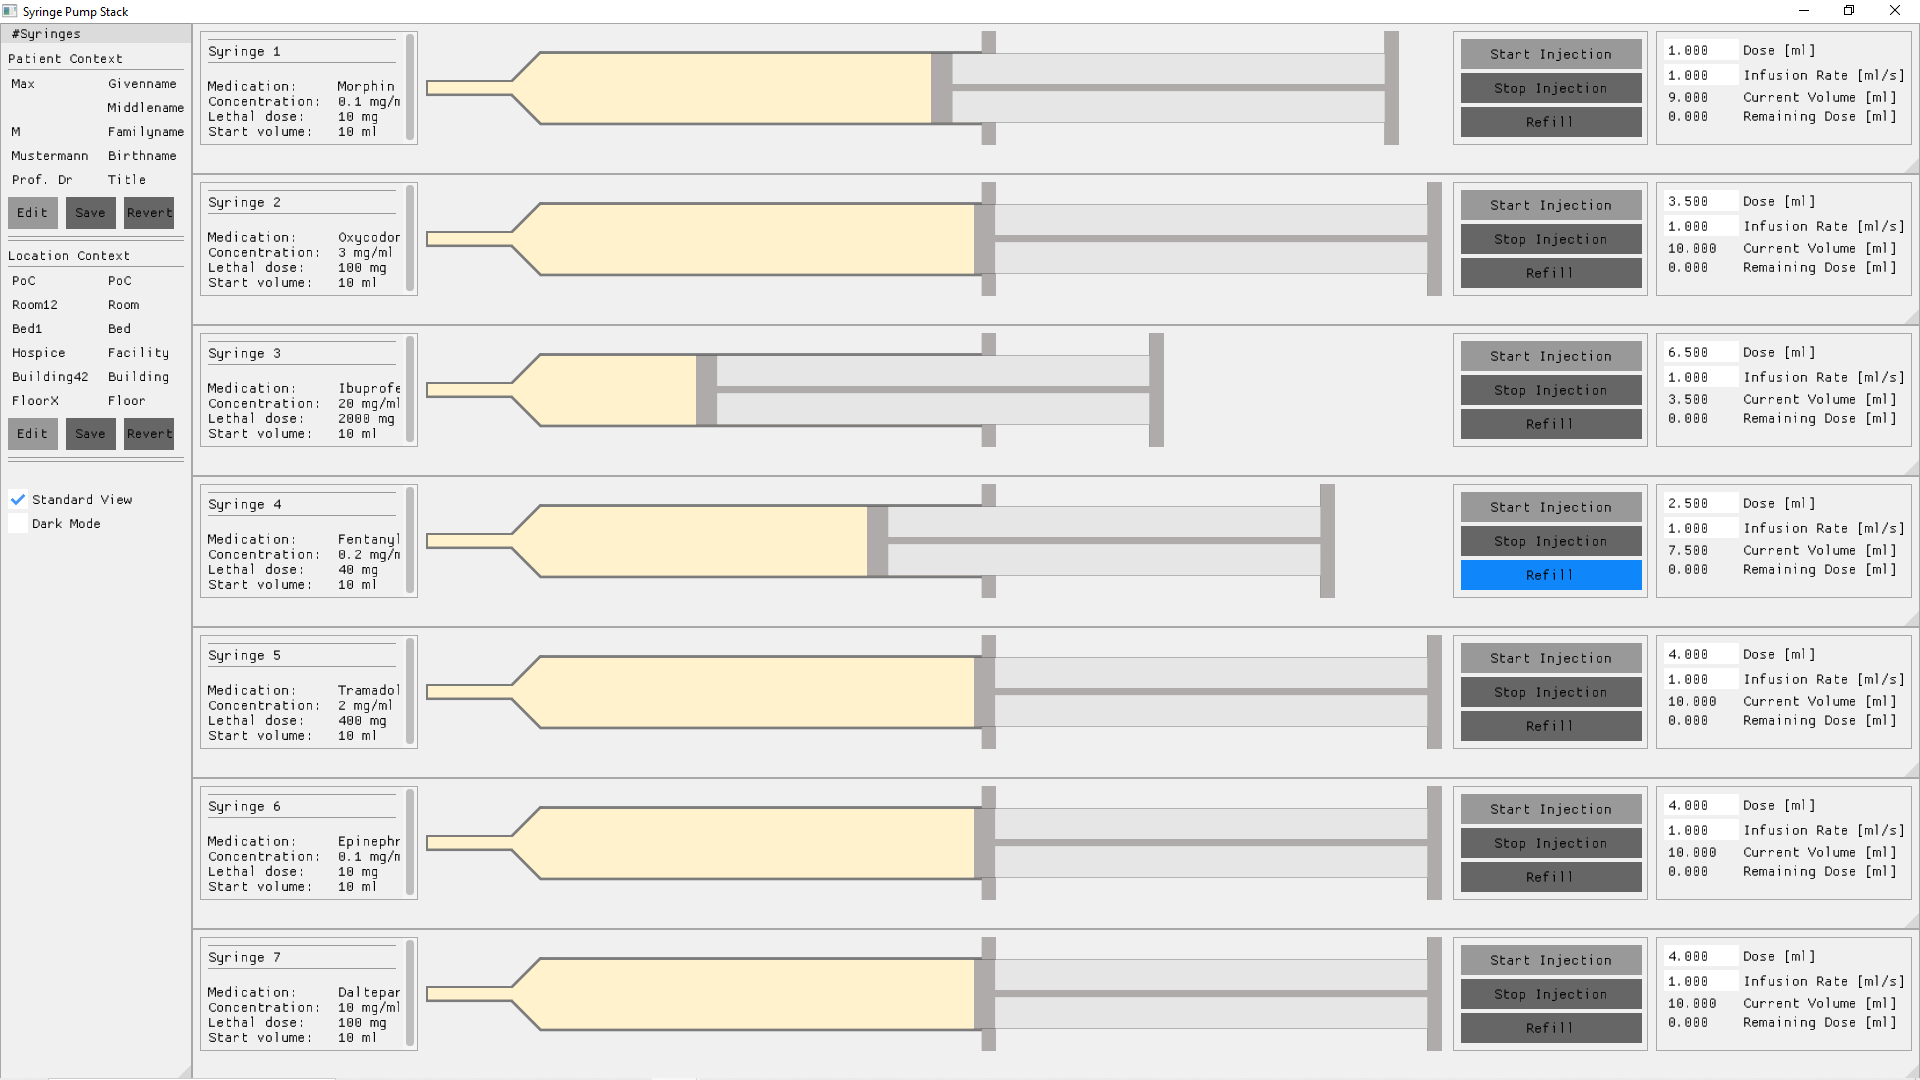 Syringe Pump Stack
#Syringes
Patient Context
Max Givenname
Middlename
M Familyname
Mustermann Birthname
Prof. Dr Title
Edit Save Revert
Location Context
PoC PoC
Room12 Room
Bed1 Bed
Hospice Facility
Building42 Building
FloorX Floor
Edit Save Revert
Standard View
Dark Mode
Syringe 1
Medication: Morphin
Concentration: 0.1 mg/m
Lethal dose: 10 mg
Start volume: 10 ml
Start Injection
Stop Injection
Refill
1.000 Dose [ml]
1.000 Infusion Rate [ml/s]
9.000 Current Volume [ml]
0.000 Remaining Dose [ml]
Syringe 2
Medication: Oxycodon
Concentration: 3 mg/ml
Lethal dose: 100 mg
Start volume: 10 ml
Start Injection
Stop Injection
Refill
3.500 Dose [ml]
1.000 Infusion Rate [ml/s]
10.000 Current Volume [ml]
0.000 Remaining Dose [ml]
Syringe 3
Medication: Ibuprofe
Concentration: 20 mg/ml
Lethal dose: 2000 mg
Start volume: 10 ml
Start Injection
Stop Injection
Refill
6.500 Dose [ml]
1.000 Infusion Rate [ml/s]
3.500 Current Volume [ml]
0.000 Remaining Dose [ml]
Syringe 4
Medication: Fentanyl
Concentration: 0.2 mg/m
Lethal dose: 40 mg
Start volume: 10 ml
Start Injection
Stop Injection
Refill
2.500 Dose [ml]
1.000 Infusion Rate [ml/s]
7.500 Current Volume [ml]
0.000 Remaining Dose [ml]
Syringe 5
Medication: Tramadol
Concentration: 2 mg/ml
Lethal dose: 400 mg
Start volume: 10 ml
Start Injection
Stop Injection
Refill
4.000 Dose [ml]
1.000 Infusion Rate [ml/s]
10.000 Current Volume [ml]
0.000 Remaining Dose [ml]
Syringe 6
Medication: Epinephr
Concentration: 0.1 mg/m
Lethal dose: 10 mg
Start volume: 10 ml
Start Injection
Stop Injection
Refill
4.000 Dose [ml]
1.000 Infusion Rate [ml/s]
10.000 Current Volume [ml]
0.000 Remaining Dose [ml]
Syringe 7
Medication: Daltepar
Concentration: 10 mg/ml
Lethal dose: 100 mg
Start volume: 10 ml
Start Injection
Stop Injection
Refill
4.000 Dose [ml]
1.000 Infusion Rate [ml/s]
10.000 Current Volume [ml]
0.000 Remaining Dose [ml]